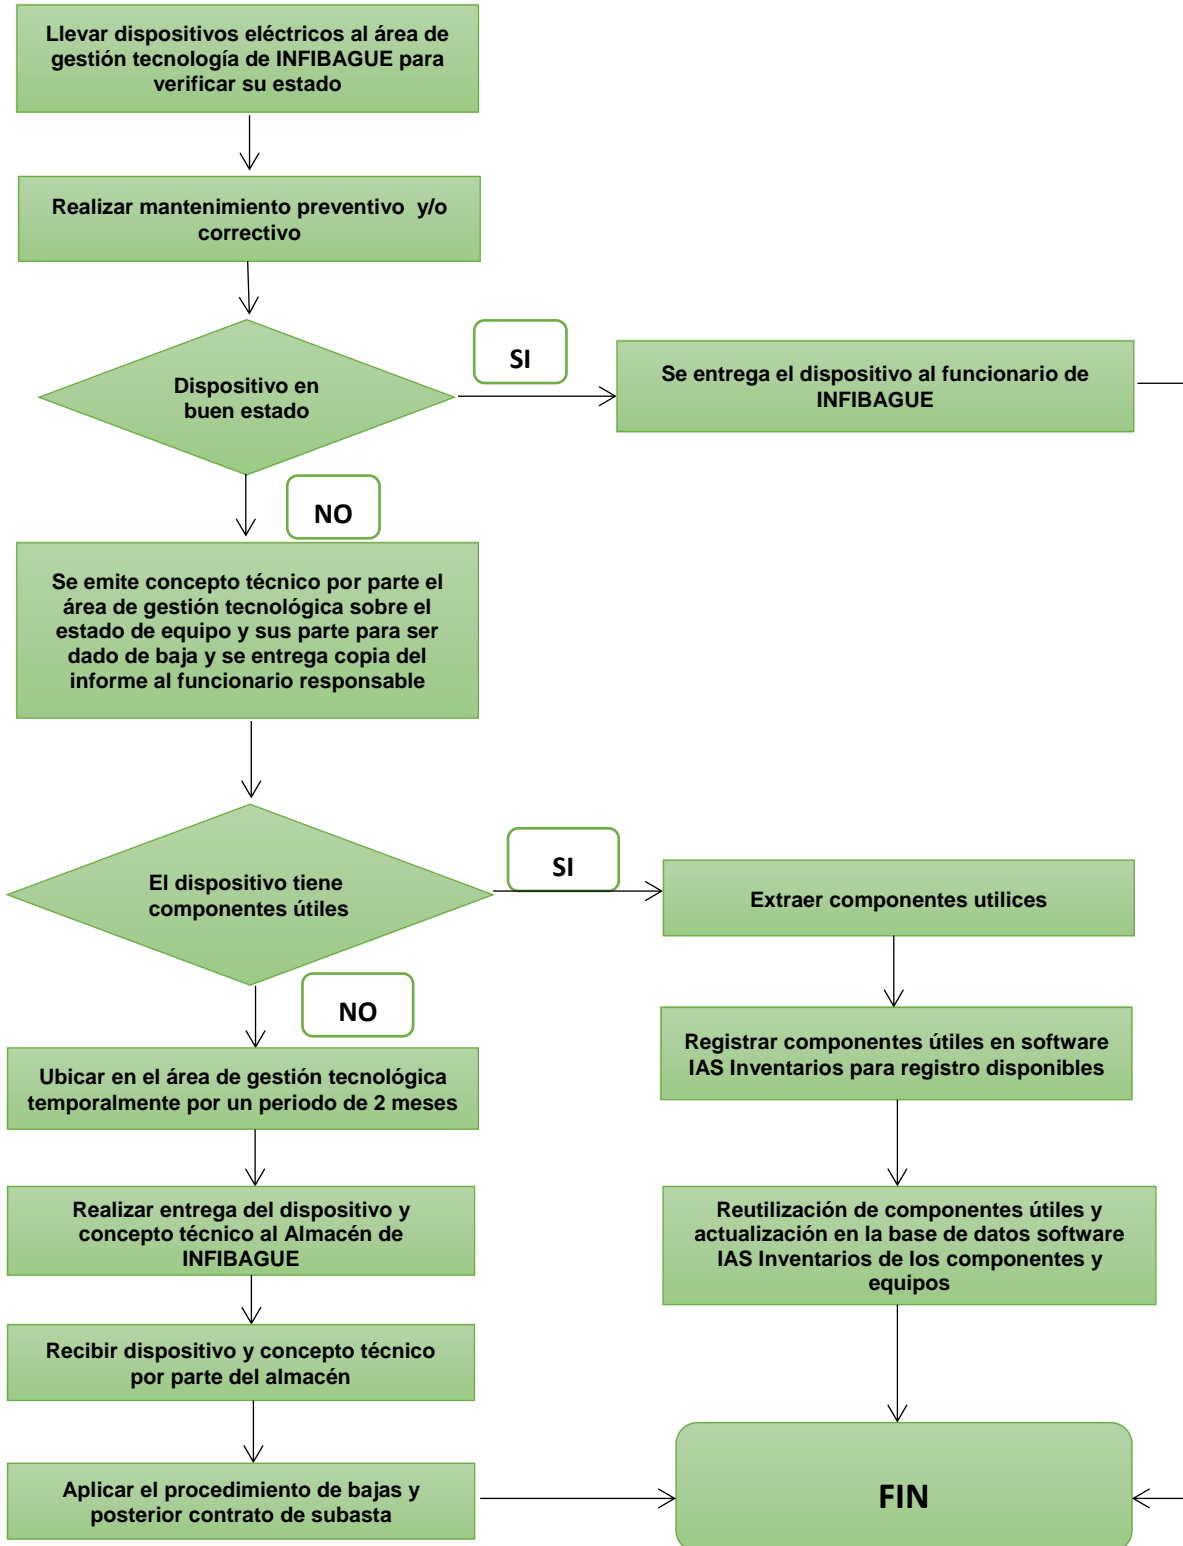 Llevar dispositivos eléctricos al área de
gestión tecnología de INFIBAGUE para
verificar su estado
Realizar mantenimiento preventivo y/o
correctivo
Dispositivo en
buen estado
SI
Se entrega el dispositivo al funcionario de
INFIBAGUE
NO
Se emite concepto técnico por parte el
área de gestión tecnológica sobre el
estado de equipo y sus parte para ser
dado de baja y se entrega copia del
informe al funcionario responsable
El dispositivo tiene
componentes útiles
SI
Extraer componentes utilices
NO
Registrar componentes útiles en software
IAS Inventarios para registro disponibles
Ubicar en el área de gestión tecnológica
temporalmente por un periodo de 2 meses
Realizar entrega del dispositivo y
concepto técnico al Almacén de
INFIBAGUE
Reutilización de componentes útiles y
actualización en la base de datos software
IAS Inventarios de los componentes y
equipos
Recibir dispositivo y concepto técnico
por parte del almacén
Aplicar el procedimiento de bajas y
posterior contrato de subasta
FIN